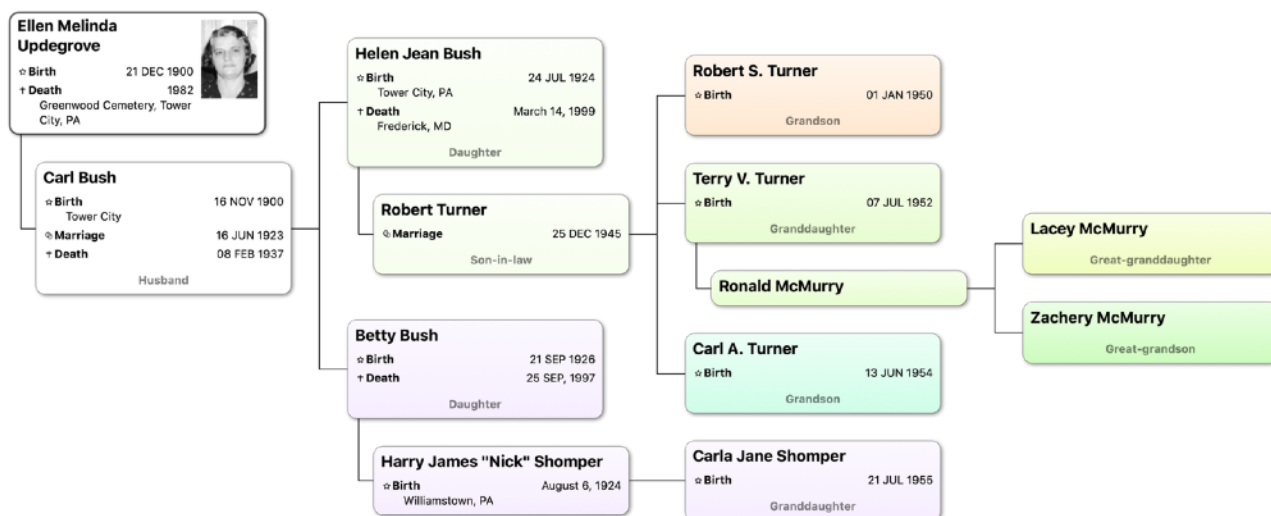 Ellen Melinda
Updegrove
☆ Birth 21 DEC 1900
† Death 1982
Greenwood Cemetery, Tower
City, PA
Carl Bush
☆ Birth 16 NOV 1900
Tower City
⚭ Marriage 16 JUN 1923
† Death 08 FEB 1937
Husband
Helen Jean Bush
☆ Birth 24 JUL 1924
Tower City, PA
† Death March 14, 1999
Frederick, MD
Daughter
Robert Turner
⚭ Marriage 25 DEC 1945
Son-in-law
Betty Bush
☆ Birth 21 SEP 1926
† Death 25 SEP, 1997
Daughter
Harry James "Nick" Shomper
☆ Birth August 6, 1924
Williamstown, PA
Robert S. Turner
☆ Birth 01 JAN 1950
Grandson
Terry V. Turner
☆ Birth 07 JUL 1952
Granddaughter
Ronald McMurry
Carl A. Turner
☆ Birth 13 JUN 1954
Grandson
Carla Jane Shomper
☆ Birth 21 JUL 1955
Granddaughter
Lacey McMurry
Great-granddaughter
Zachery McMurry
Great-grandson